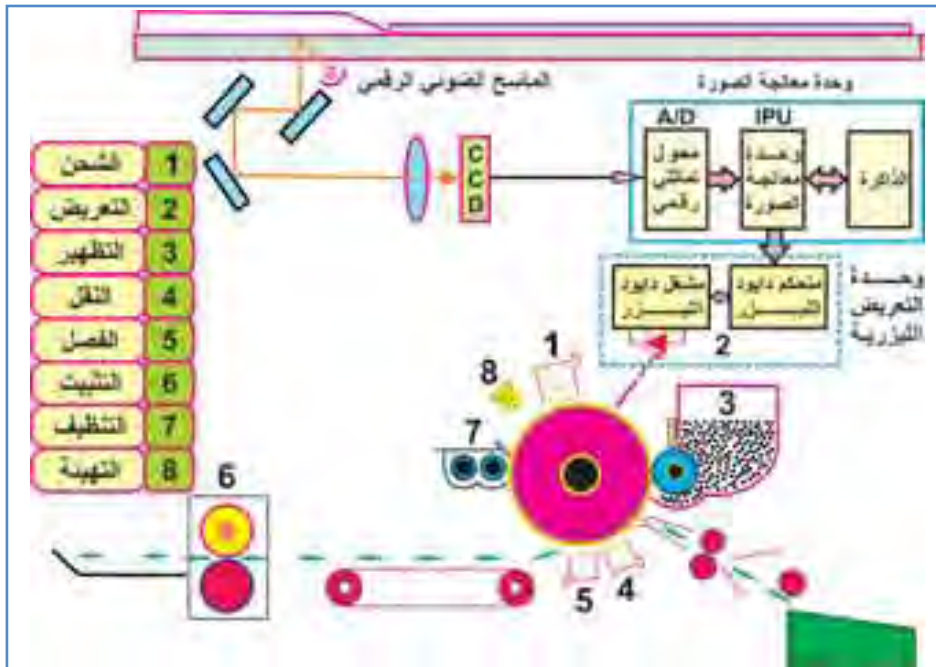 الماسح الضوئي الرقمي
وحدة معالجة الصورة
A/D
IPU
محول
تماثلي
رقمي
وحدة
معالجة
الصورة
الذاكرة
C
C
D
وحدة
التعريض
الليزرية
متحكم دايود
الليزر
مشغل دايود
الليزر
2
الشحن 1
التعريض 2
التظهير 3
النقل 4
الفصل 5
التثبيت 6
التنظيف 7
التهيئة 8
1
8
3
7
6
5
4